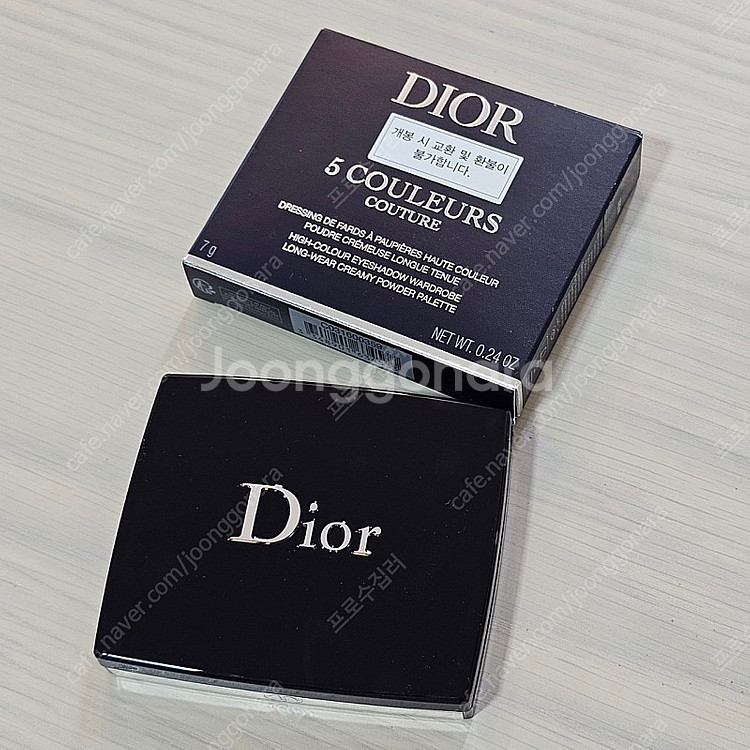 DIOR
개봉 시 교환 및 환불이
불가합니다.
5 COULEURS
COUTURE
DRESSING DE FARDS À PAUPIÈRES HAUTE COULEUR
POUDRE CRÉMEUSE LONGUE TENUE
HIGH-COLOUR EYESHADOW WARDROBE
LONG-WEAR CREAMY POWDER PALETTE
7 g
NET WT. 0.24 OZ
Joonggonara
Dior
cafe.naver.com/joonggonara
프로수집러